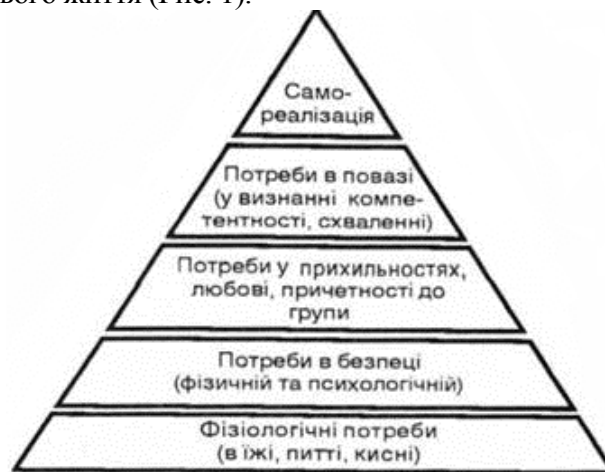 вого життя (Рис. 1).
Само-
реалізація
Потреби в повазі
(у визнанні компе-
тентності, схваленні)
Потреби у прихильностях,
любові, причетності до
групи
Потреби в безпеці
(фізичній та психологічній)
Фізіологічні потреби
(в їжі, питті, кисні)